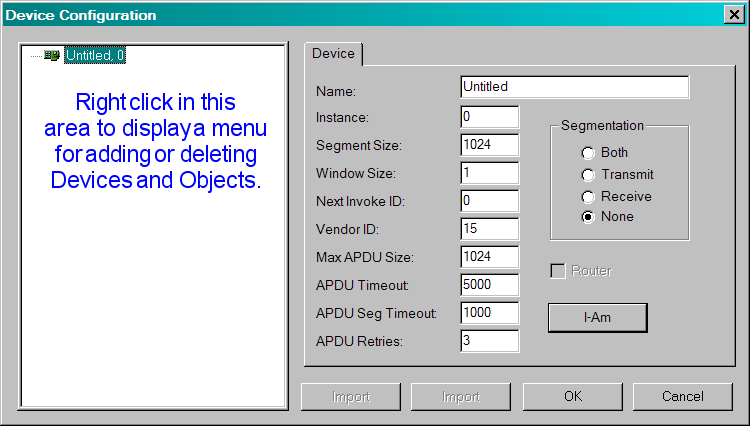 Device Configuration
Untitled, 0
Right click in this
area to display a menu
for adding or deleting
Devices and Objects.
Device
Name: Untitled
Instance: 0
Segment Size: 1024
Window Size: 1
Next Invoke ID: 0
Vendor ID: 15
Max APDU Size: 1024
APDU Timeout: 5000
APDU Seg Timeout: 1000
APDU Retries: 3
Segmentation
Both
Transmit
Receive
None
Router
I-Am
Import Import OK Cancel